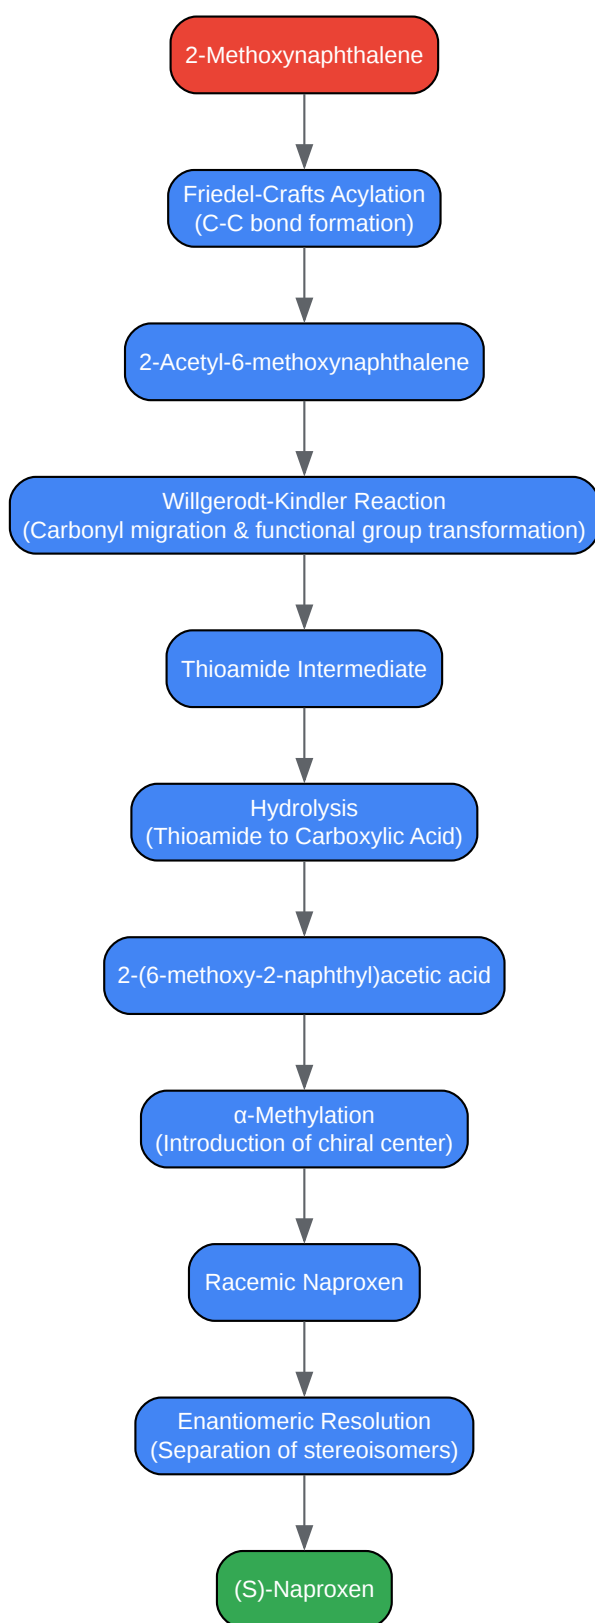 2-Methoxynaphthalene
Friedel-Crafts Acylation
(C-C bond formation)
2-Acetyl-6-methoxynaphthalene
Willgerodt-Kindler Reaction
(Carbonyl migration & functional group transformation)
Thioamide Intermediate
Hydrolysis
(Thioamide to Carboxylic Acid)
2-(6-methoxy-2-naphthyl)acetic acid
α-Methylation
(Introduction of chiral center)
Racemic Naproxen
Enantiomeric Resolution
(Separation of stereoisomers)
(S)-Naproxen